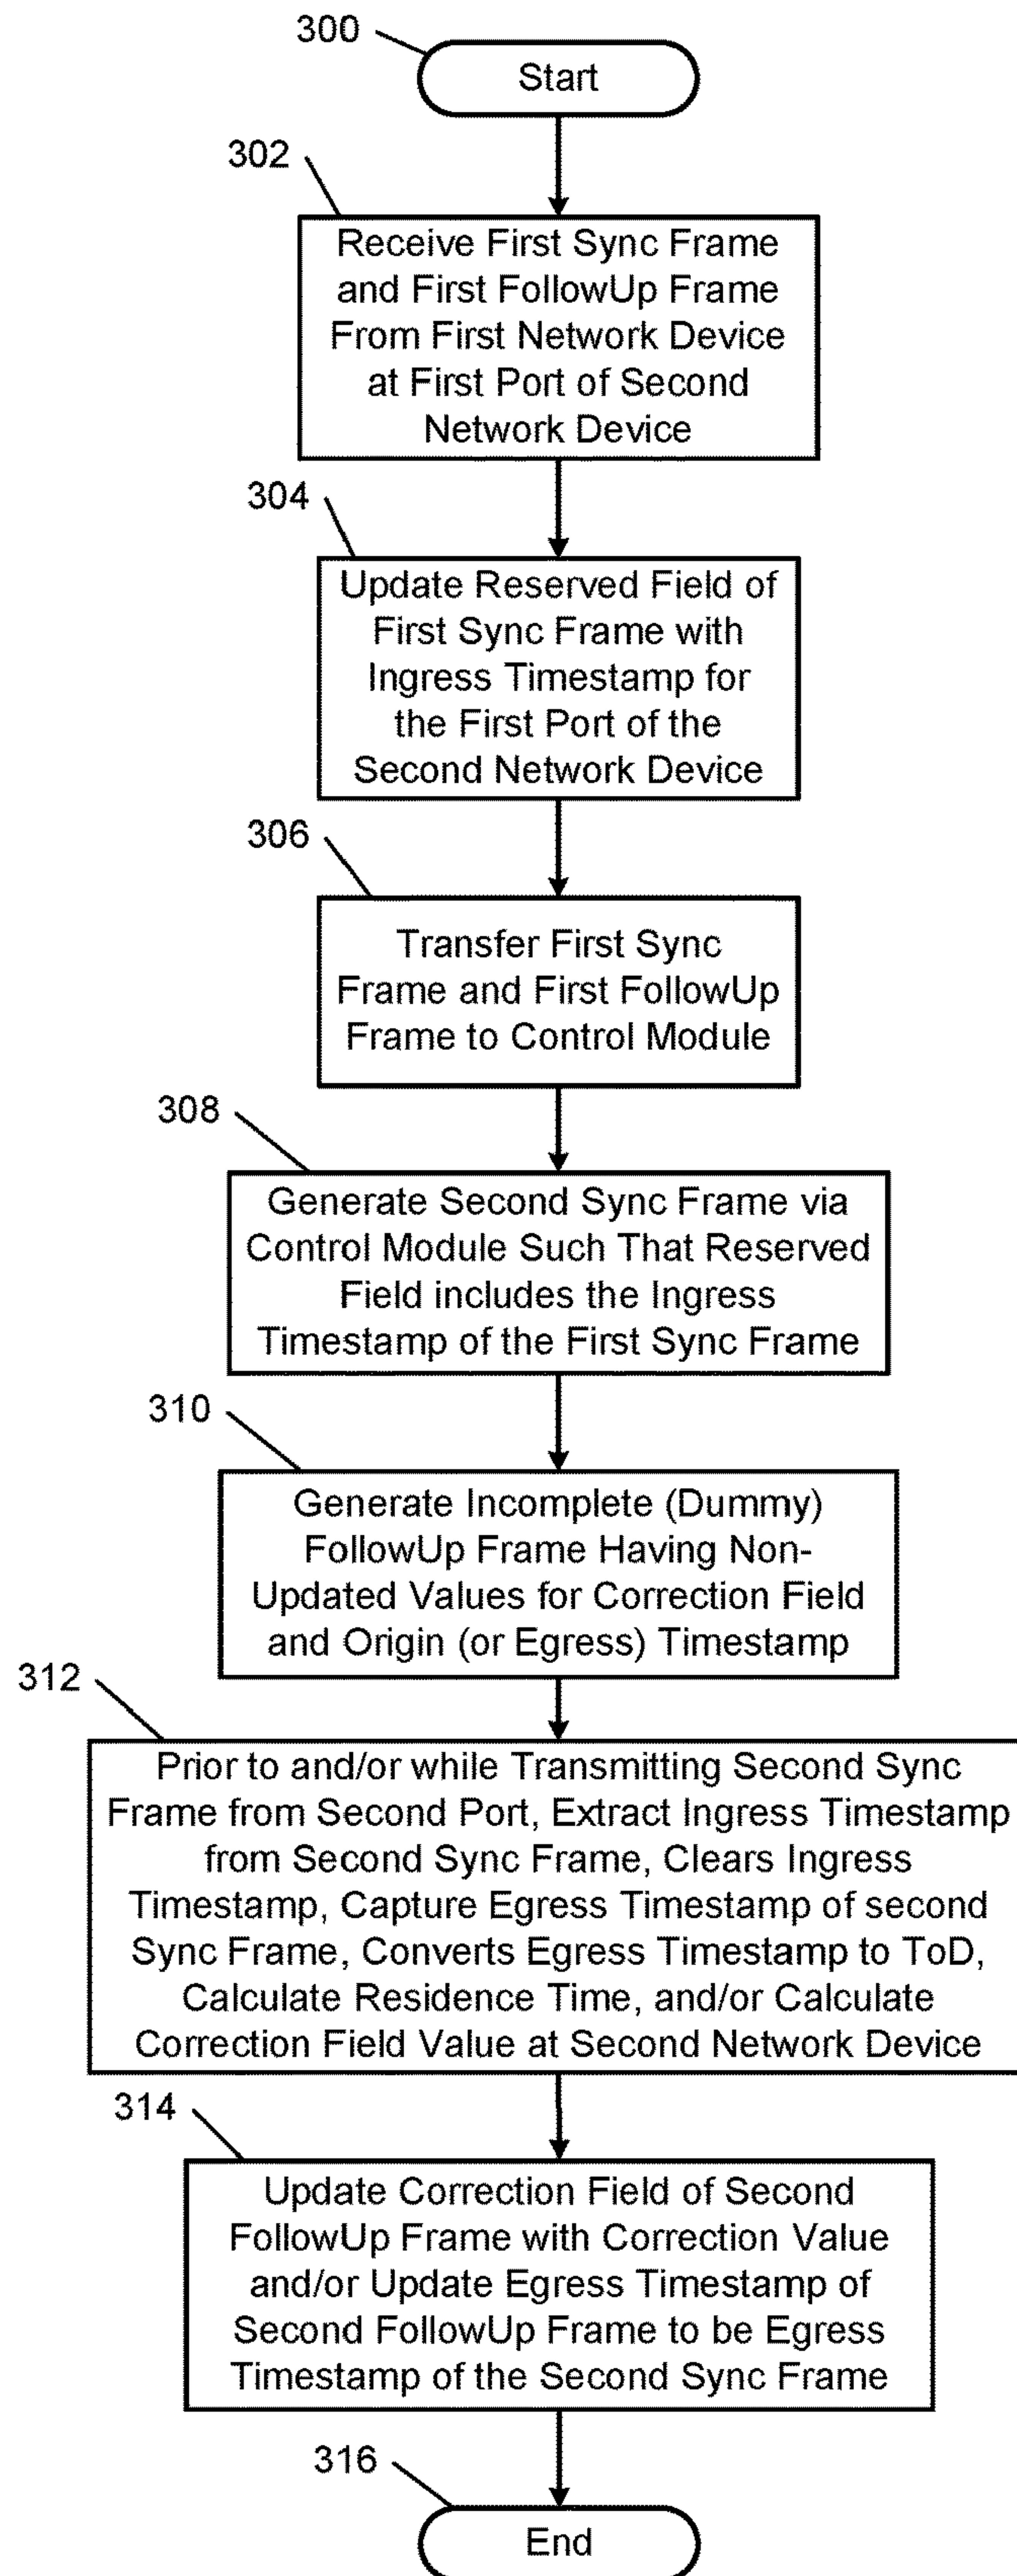 300
Start
302
Receive First Sync Frame
and First FollowUp Frame
From First Network Device
at First Port of Second
Network Device
304
Update Reserved Field of
First Sync Frame with
Ingress Timestamp for
the First Port of the
Second Network Device
306
Transfer First Sync
Frame and First FollowUp
Frame to Control Module
308
Generate Second Sync Frame via
Control Module Such That Reserved
Field includes the Ingress
Timestamp of the First Sync Frame
310
Generate Incomplete (Dummy)
FollowUp Frame Having Non-
Updated Values for Correction Field
and Origin (or Egress) Timestamp
312
Prior to and/or while Transmitting Second Sync
Frame from Second Port, Extract Ingress Timestamp
from Second Sync Frame, Clears Ingress
Timestamp, Capture Egress Timestamp of second
Sync Frame, Converts Egress Timestamp to ToD,
Calculate Residence Time, and/or Calculate
Correction Field Value at Second Network Device
314
Update Correction Field of Second
FollowUp Frame with Correction Value
and/or Update Egress Timestamp of
Second FollowUp Frame to be Egress
Timestamp of the Second Sync Frame
316
End